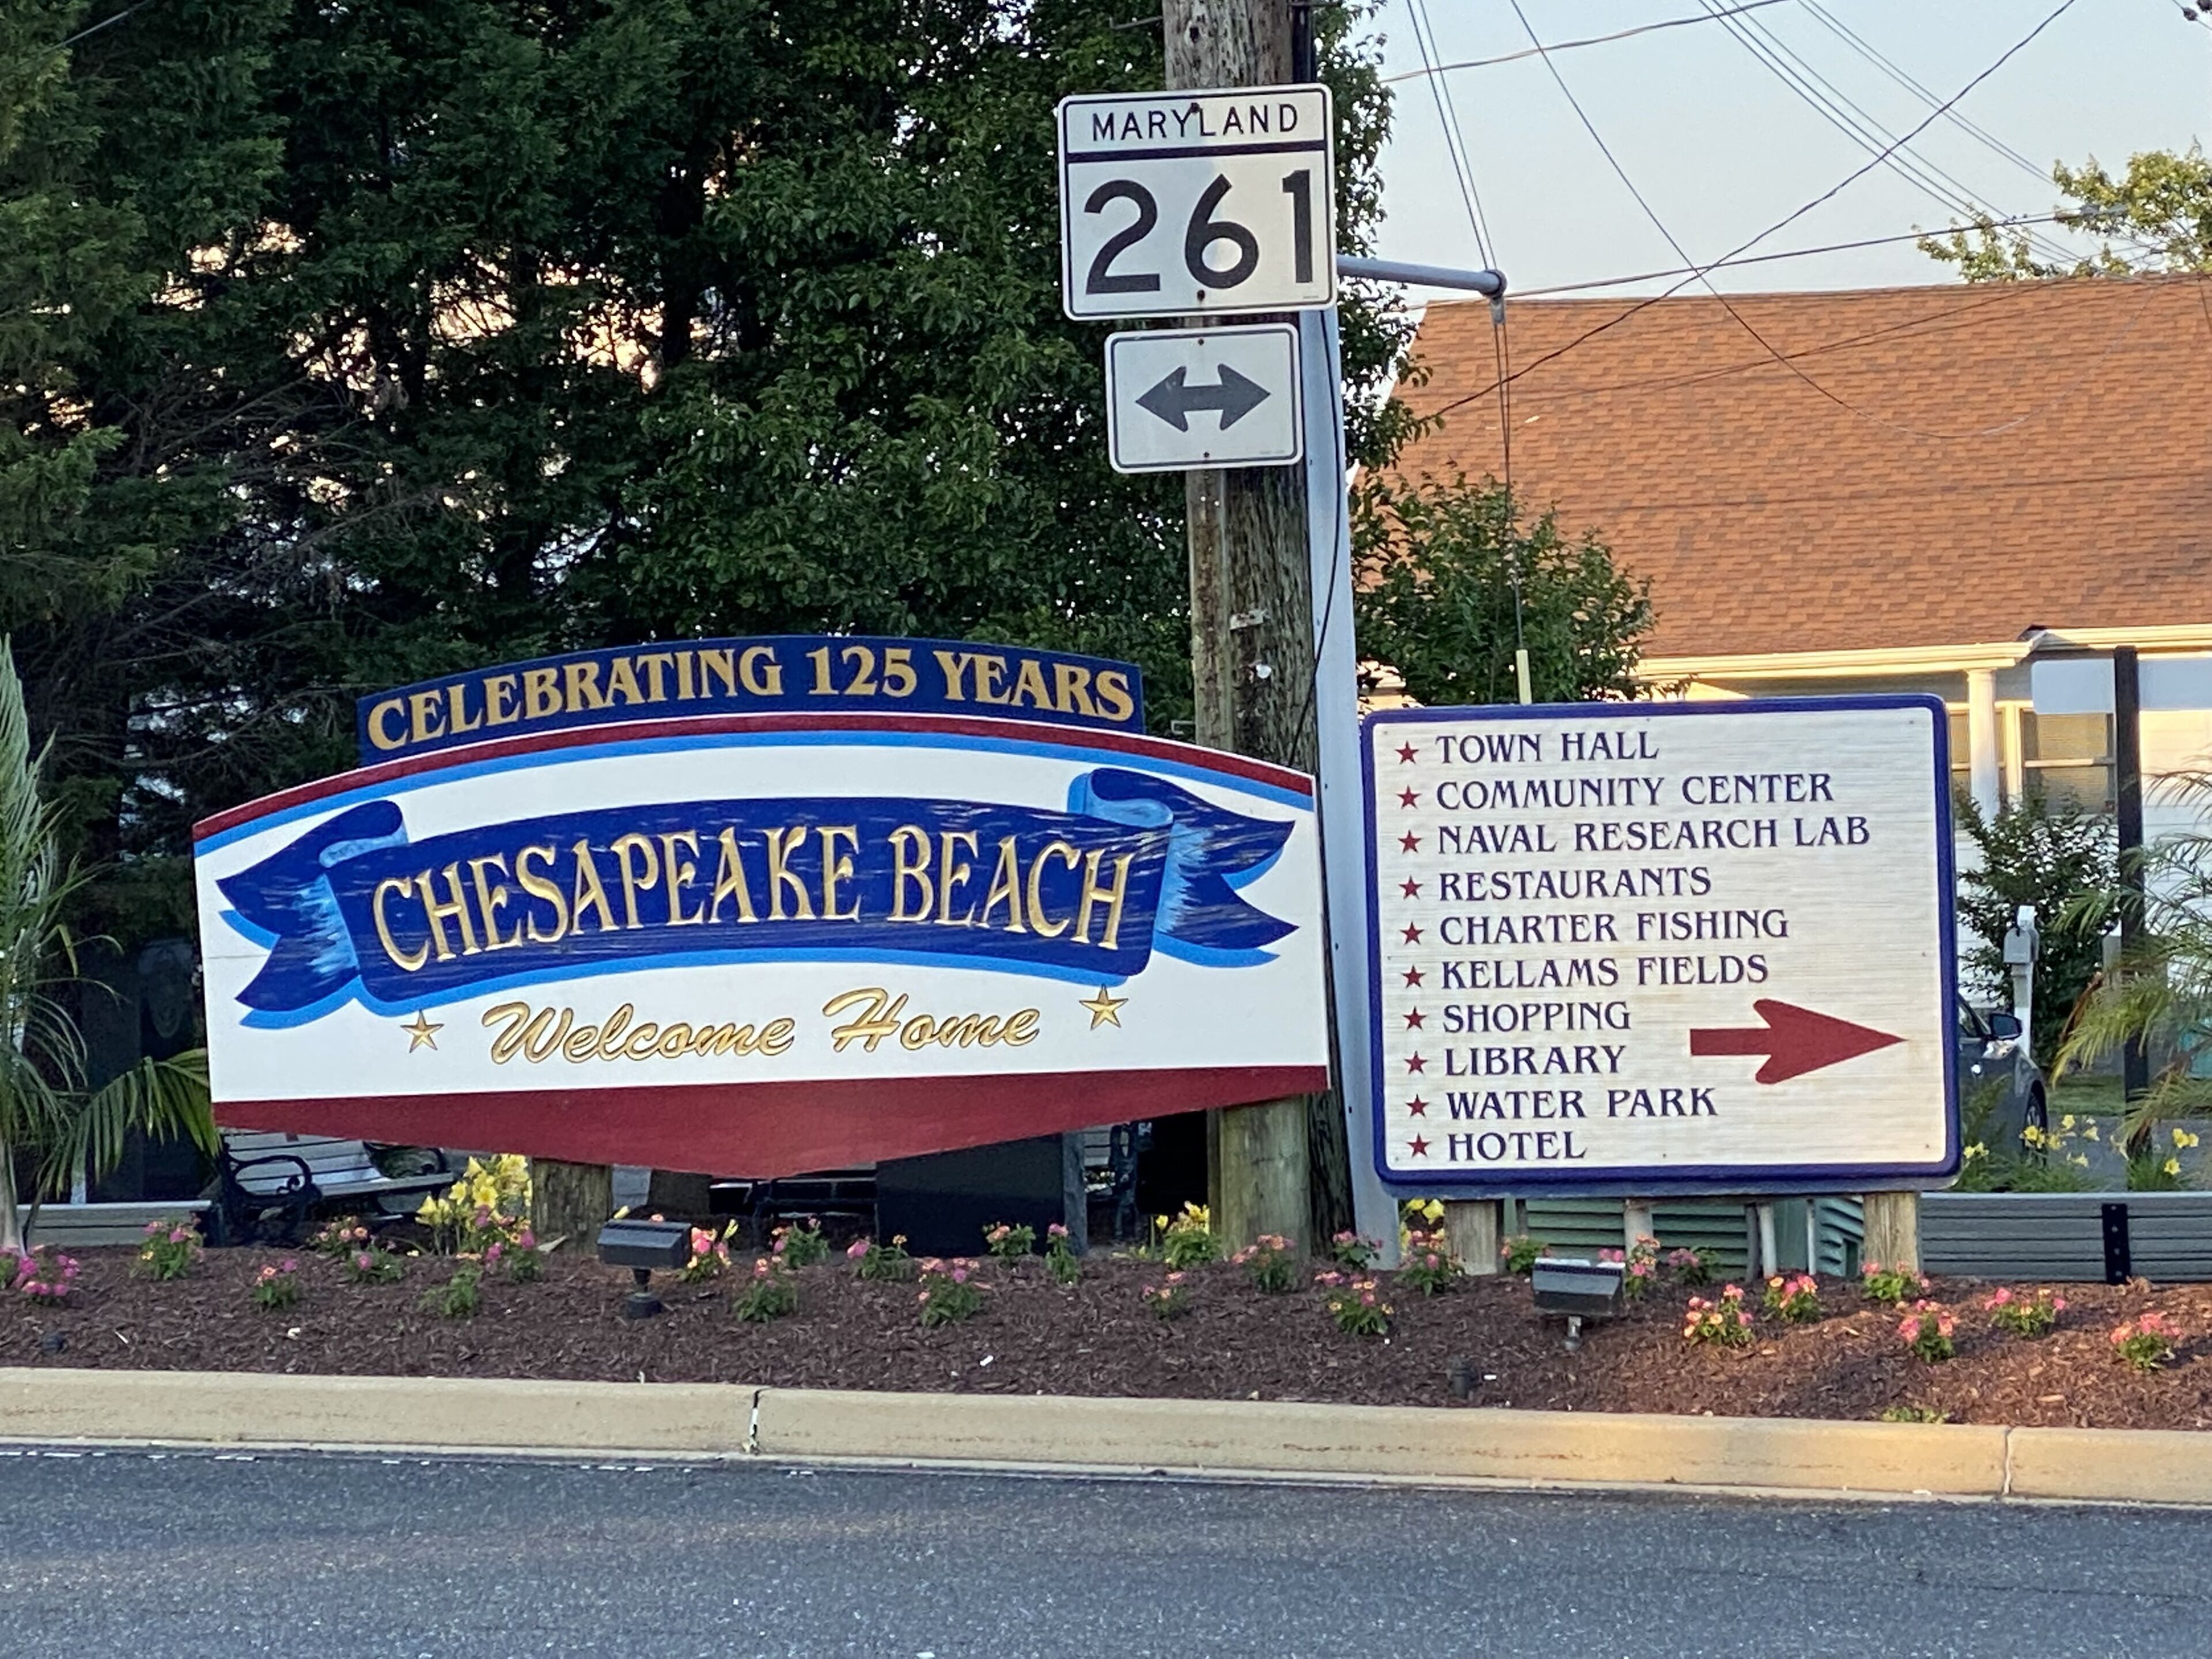 MARYLAND
261
CELEBRATING 125 YEARS
CHESAPEAKE BEACH
Welcome Home
TOWN HALL
COMMUNITY CENTER
NAVAL RESEARCH LAB
RESTAURANTS
CHARTER FISHING
KELLAMS FIELDS
SHOPPING
LIBRARY
WATER PARK
HOTEL